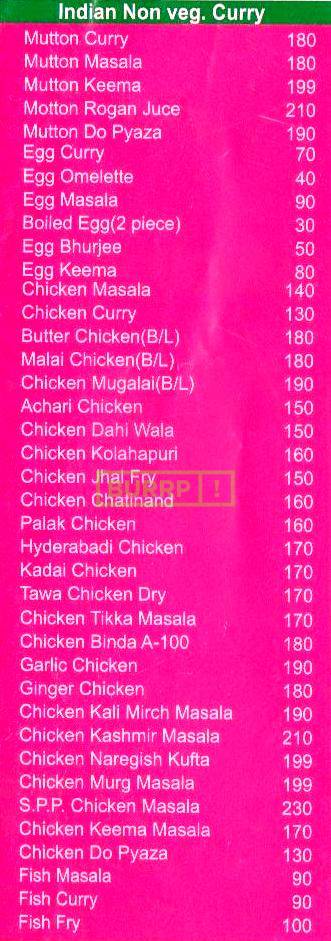 Indian Non veg. Curry
Mutton Curry 180
Mutton Masala 180
Mutton Keema 199
Motton Rogan Juce 210
Mutton Do Pyaza 190
Egg Curry 70
Egg Omelette 40
Egg Masala 90
Boiled Egg(2 piece) 30
Egg Bhurjee 50
Egg Keema 80
Chicken Masala 140
Chicken Curry 130
Butter Chicken(B/L) 180
Malai Chicken(B/L) 180
Chicken Mugalai(B/L) 190
Achari Chicken 150
Chicken Dahi Wala 150
Chicken Kolahapuri 160
Chicken Jhal Fry 150
BURRP!
Chicken Chatinand 160
Palak Chicken 160
Hyderabadi Chicken 170
Kadai Chicken 170
Tawa Chicken Dry 170
Chicken Tikka Masala 170
Chicken Binda A-100 180
Garlic Chicken 190
Ginger Chicken 180
Chicken Kali Mirch Masala 190
Chicken Kashmir Masala 210
Chicken Naregish Kufta 199
Chicken Murg Masala 199
S.P.P. Chicken Masala 230
Chicken Keema Masala 170
Chicken Do Pyaza 130
Fish Masala 90
Fish Curry 90
Fish Fry 100